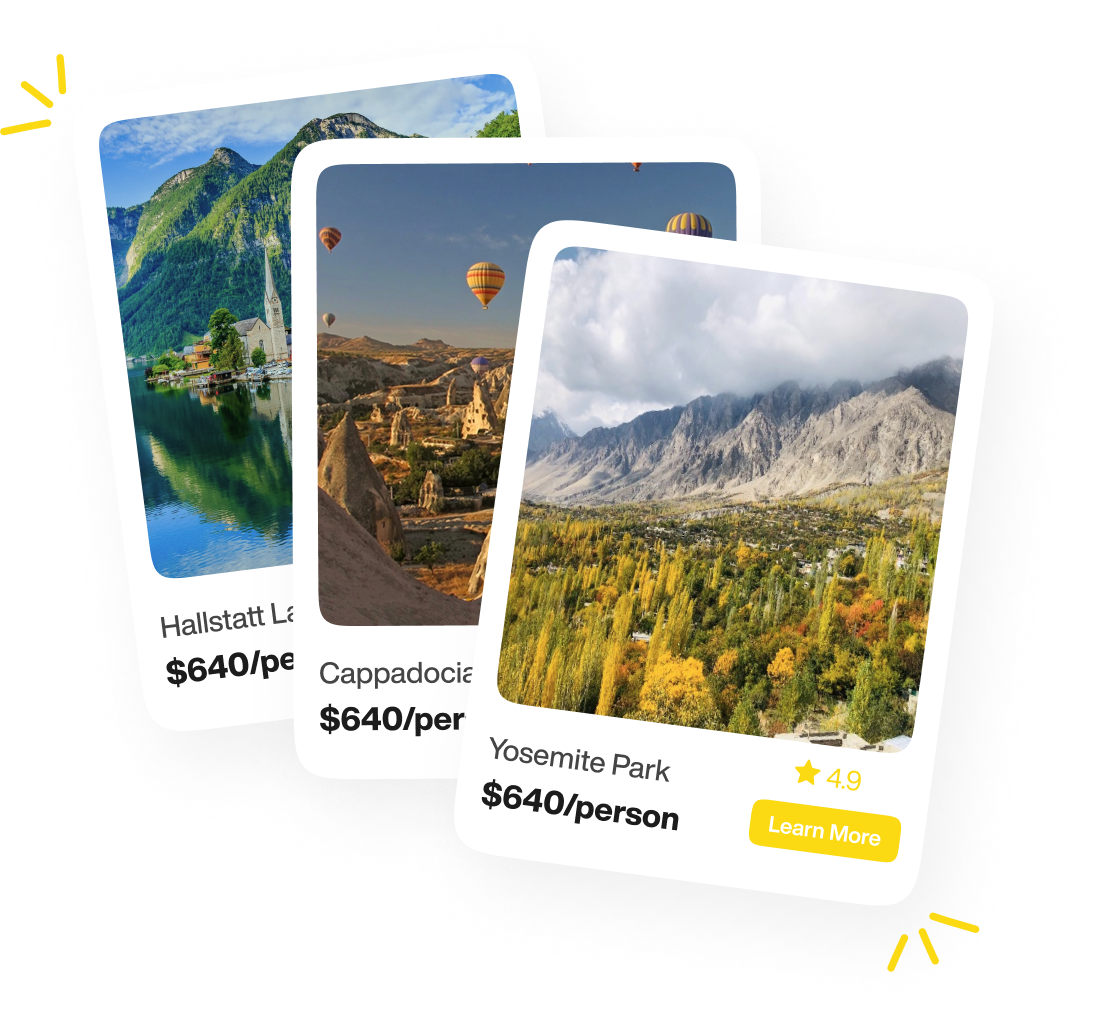 Hallstatt La
$640/pe
Cappadocia
$640/per
Yosemite Park
4.9
$640/person
Learn More